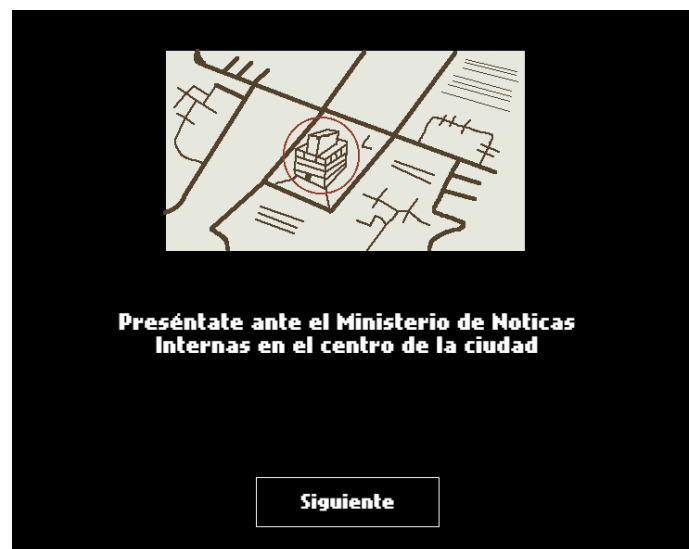 Preséntate ante el Ministerio de Noticas
Internas en el centro de la ciudad
Siguiente